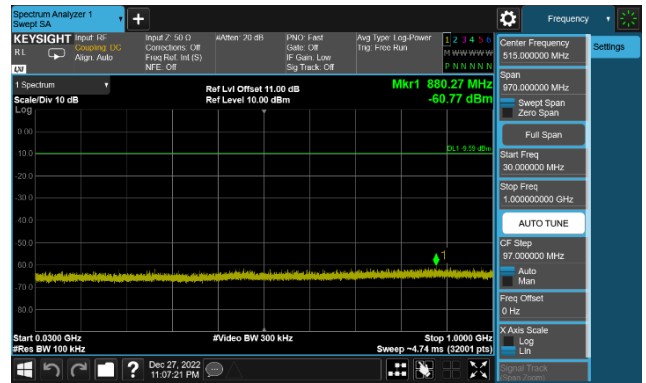 Spectrum Analyzer 1
Swept SA
+
Frequency
KEYSIGHT
Input: RF
R L
Coupling: DC
Align: Auto
LXI
Input Z: 50 Ω
Corrections: Off
Freq Ref: Int (S)
NFE: Off
#Atten: 20 dB
PNO: Fast
Gate: Off
IF Gain: Low
Sig Track: Off
Avg Type: Log-Power
Trig: Free Run
1 2 3 4 5 6
M W W W W W
P N N N N N
1 Spectrum
Scale/Div 10 dB
Log
Ref Lvl Offset 11.00 dB
Ref Level 10.00 dBm
Mkr1 880.27 MHz
-60.77 dBm
0.00
-10.0
DL1 -9.59 dBm
-20.0
-30.0
-40.0
-50.0
1
-60.0
-70.0
-80.0
Start 0.0300 GHz
#Res BW 100 kHz
#Video BW 300 kHz
Stop 1.0000 GHz
Sweep ~4.74 ms (32001 pts)
Dec 27, 2022
11:07:21 PM
Center Frequency
515.000000 MHz
Settings
Span
970.000000 MHz
Swept Span
Zero Span
Full Span
Start Freq
30.000000 MHz
Stop Freq
1.000000000 GHz
AUTO TUNE
CF Step
97.000000 MHz
Auto
Man
Freq Offset
0 Hz
X Axis Scale
Log
Lin
Signal Track
(Span Zoom)